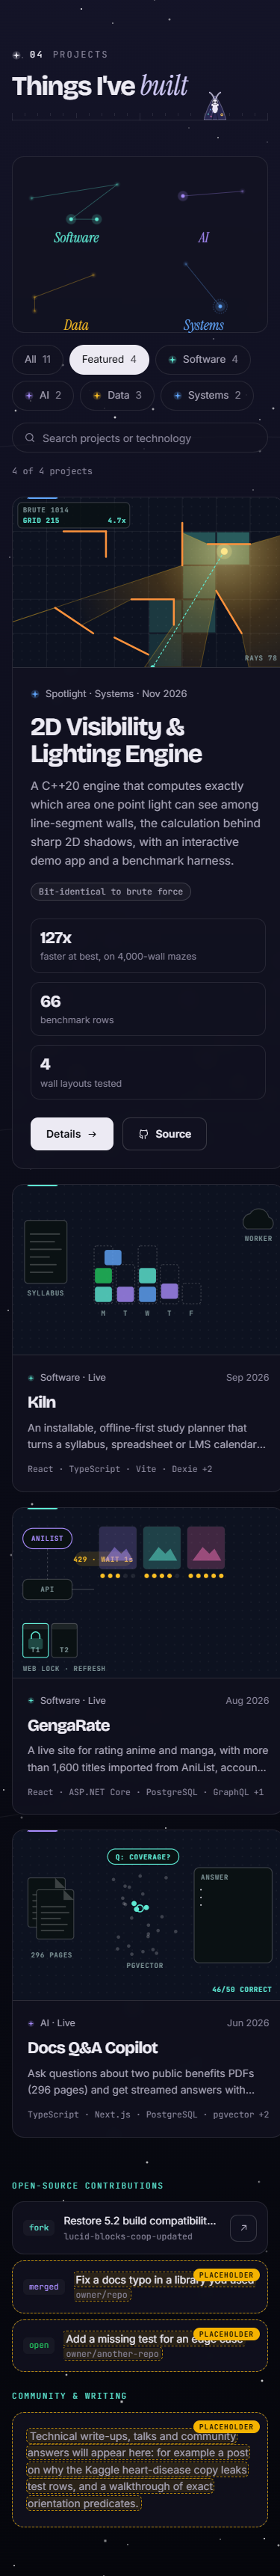 04 PROJECTS
Things I've built
Software
AI
Data
Systems
All 11
Featured 4
Software 4
AI 2
Data 3
Systems 2
Search projects or technology
4 of 4 projects
BRUTE 1014
GRID 215 4.7x
RAYS 78
Spotlight · Systems · Nov 2026
2D Visibility &
Lighting Engine
A C++20 engine that computes exactly
which area one point light can see among
line-segment walls, the calculation behind
sharp 2D shadows, with an interactive
demo app and a benchmark harness.
Bit-identical to brute force
127x
faster at best, on 4,000-wall mazes
66
benchmark rows
4
wall layouts tested
Details →
Source
WORKER
SYLLABUS
M T W T F
Software · Live Sep 2026
Kiln
An installable, offline-first study planner that
turns a syllabus, spreadsheet or LMS calendar...
React · TypeScript · Vite · Dexie +2
ANILIST
429 · WAIT 1s
API
T1 T2
WEB LOCK · REFRESH
Software · Live Aug 2026
GengaRate
A live site for rating anime and manga, with more
than 1,600 titles imported from AniList, accoun...
React · ASP.NET Core · PostgreSQL · GraphQL +1
Q: COVERAGE?
ANSWER
296 PAGES
PGVECTOR
46/50 CORRECT
AI · Live Jun 2026
Docs Q&A Copilot
Ask questions about two public benefits PDFs
(296 pages) and get streamed answers with...
TypeScript · Next.js · PostgreSQL · pgvector +2
OPEN-SOURCE CONTRIBUTIONS
fork
Restore 5.2 build compatibilit...
lucid-blocks-coop-updated
PLACEHOLDER
merged
Fix a docs typo in a library you used
owner/repo
PLACEHOLDER
open
Add a missing test for an edge case
owner/another-repo
COMMUNITY & WRITING
PLACEHOLDER
Technical write-ups, talks and community
answers will appear here: for example a post
on why the Kaggle heart-disease copy leaks
test rows, and a walkthrough of exact
orientation predicates.